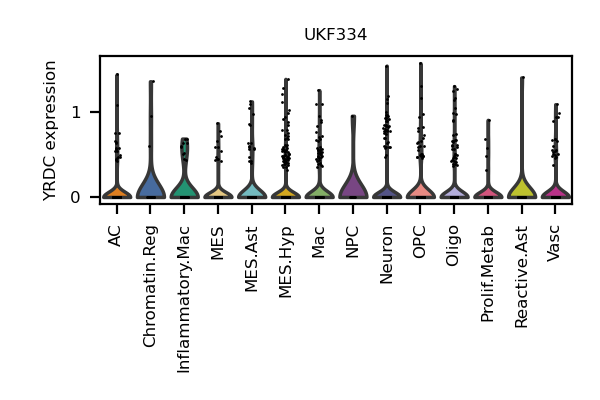 UKF334
YRDC expression
1
0
AC
Chromatin.Reg
Inflammatory.Mac
MES
MES.Ast
MES.Hyp
Mac
NPC
Neuron
OPC
Oligo
Prolif.Metab
Reactive.Ast
Vasc